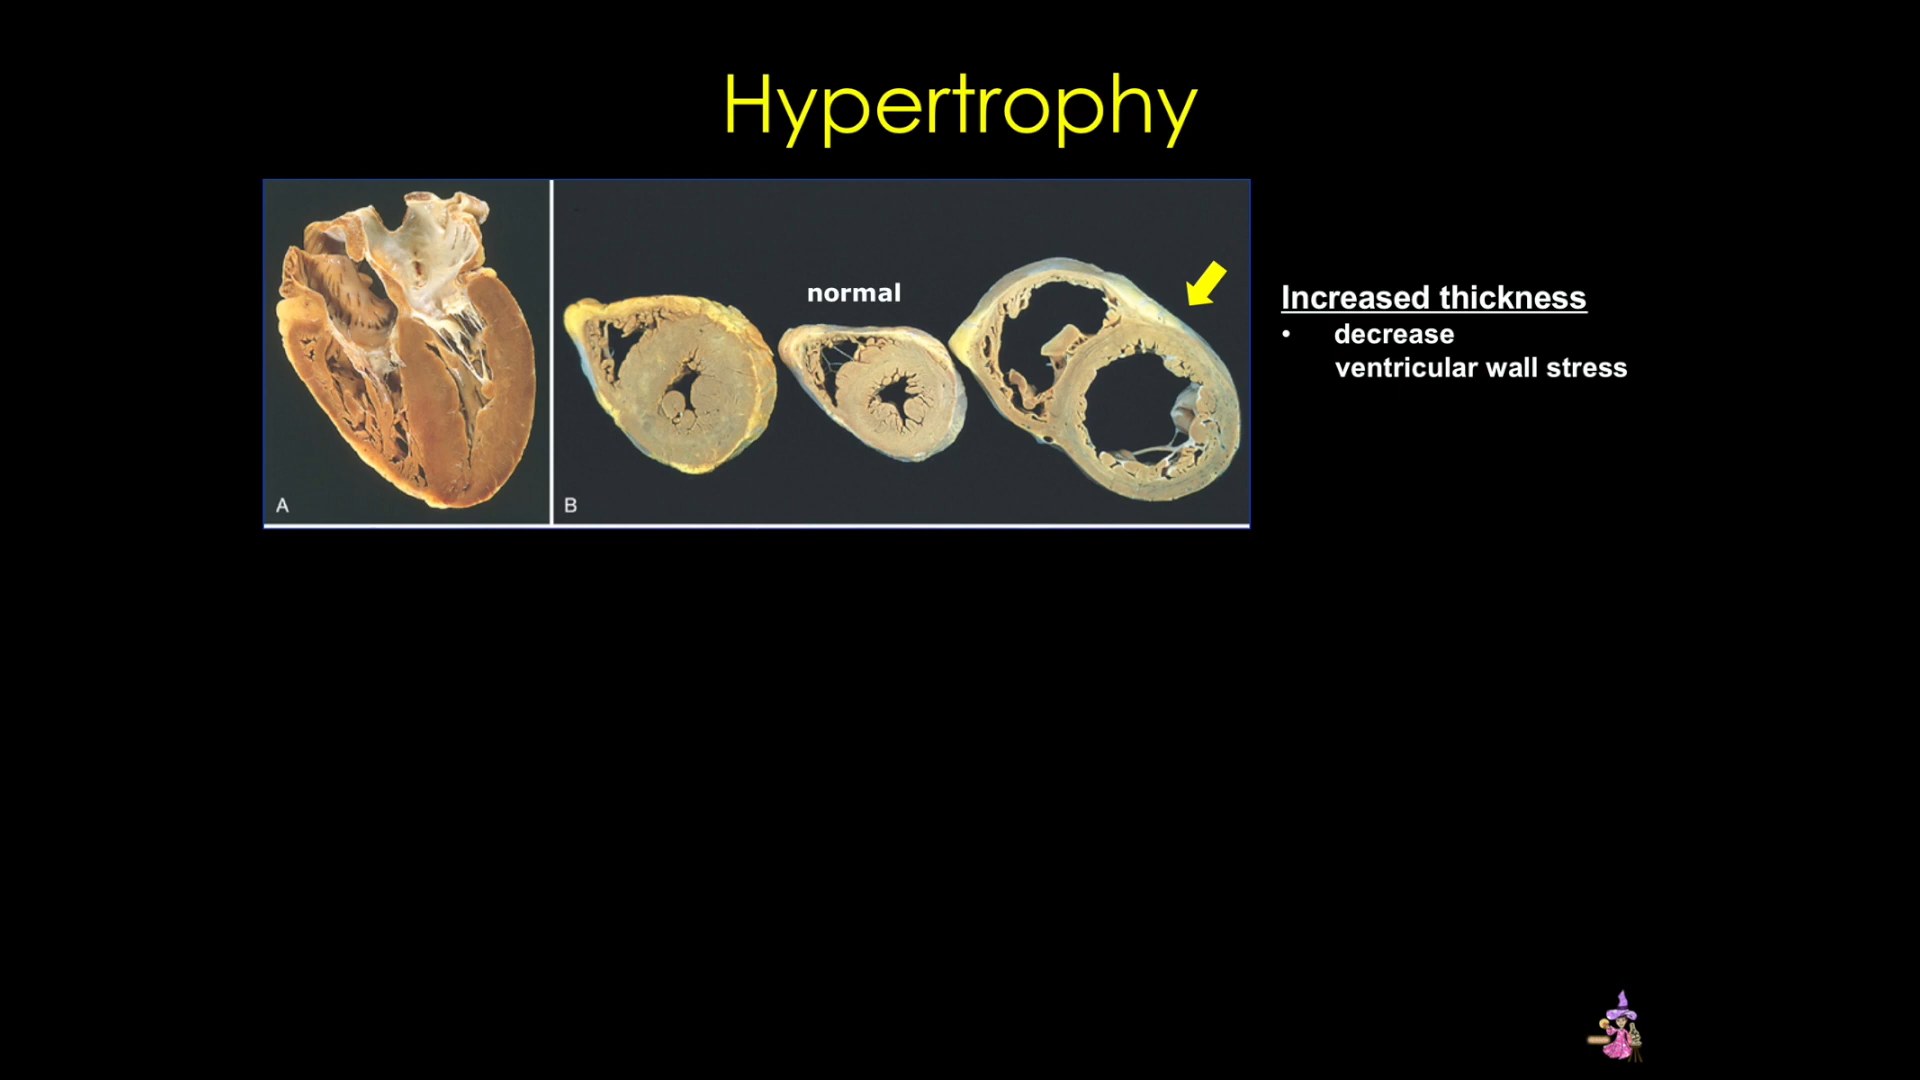 Hypertrophy
normal
A
B
Increased thickness
• decrease
ventricular wall stress